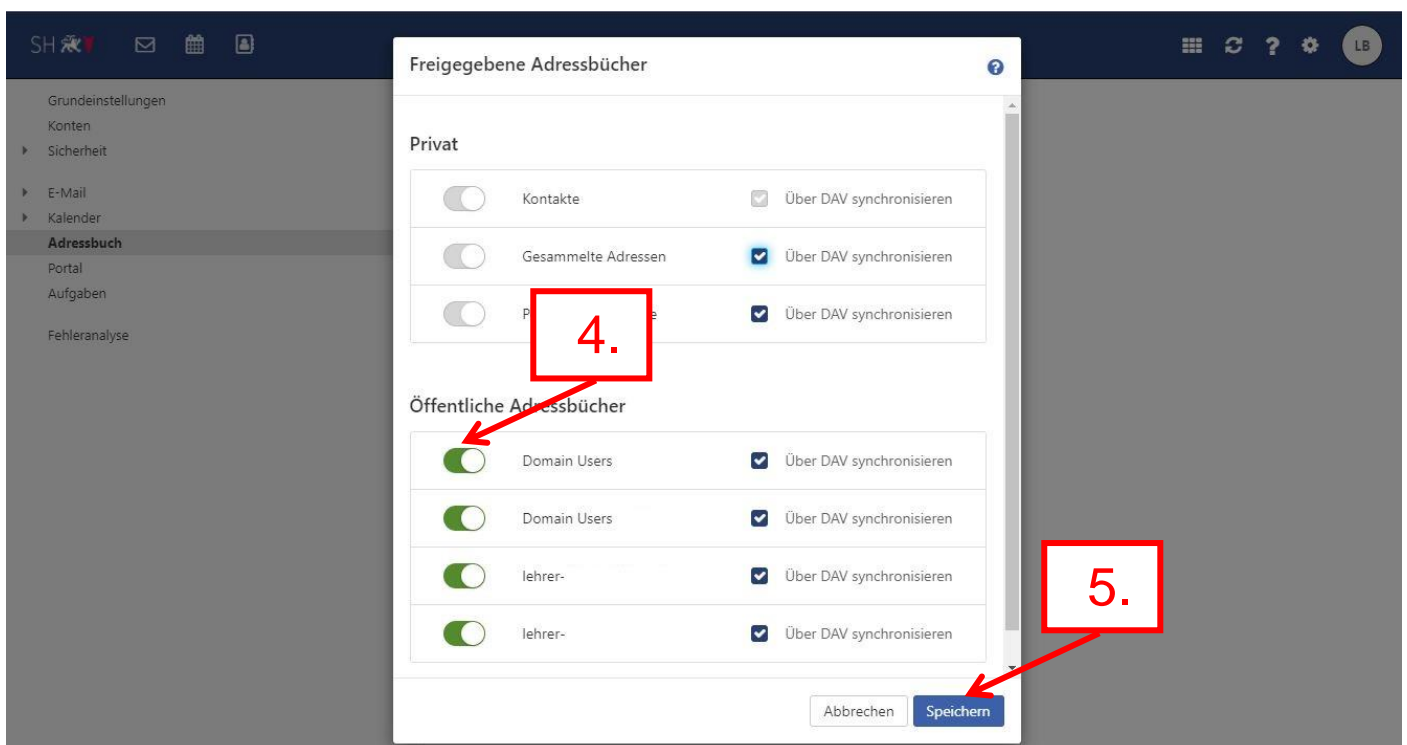 SH
LB
Freigegebene Adressbücher
Grundeinstellungen
Konten
Sicherheit
E-Mail
Kalender
Adressbuch
Portal
Aufgaben
Fehleranalyse
Privat
Kontakte Über DAV synchronisieren
Gesammelte Adressen Über DAV synchronisieren
Über DAV synchronisieren
4.
Öffentliche Adressbücher
Domain Users Über DAV synchronisieren
Domain Users Über DAV synchronisieren
lehrer- Über DAV synchronisieren
lehrer- Über DAV synchronisieren
5.
Abbrechen Speichern